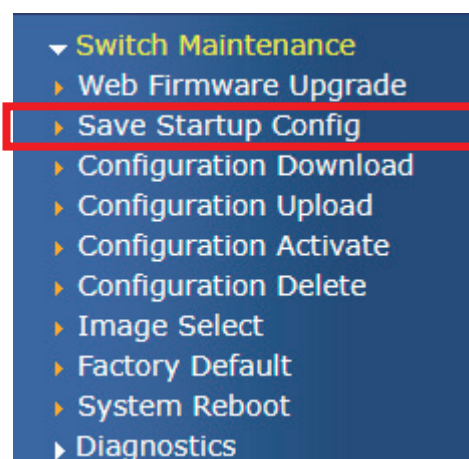 Switch Maintenance
Web Firmware Upgrade
Save Startup Config
Configuration Download
Configuration Upload
Configuration Activate
Configuration Delete
Image Select
Factory Default
System Reboot
Diagnostics